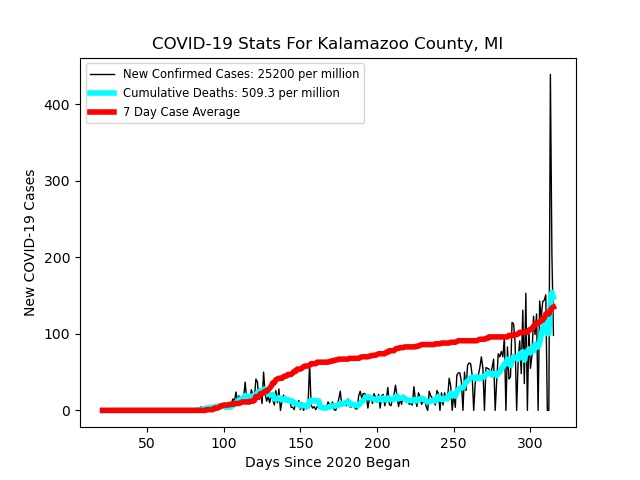 COVID-19 Stats For Kalamazoo County, MI
New Confirmed Cases: 25200 per million
Cumulative Deaths: 509.3 per million
7 Day Case Average
New COVID-19 Cases
400
300
200
100
0
50 100 150 200 250 300
Days Since 2020 Began